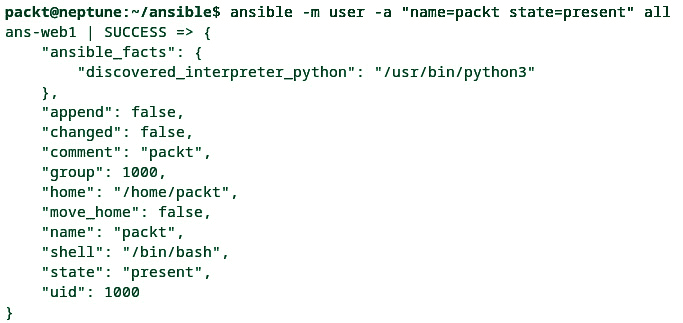 packt@neptune:~/ansible$ ansible -m user -a "name=packt state=present" all
ans-web1 | SUCCESS => {
    "ansible_facts": {
        "discovered_interpreter_python": "/usr/bin/python3"
    },
    "append": false,
    "changed": false,
    "comment": "packt",
    "group": 1000,
    "home": "/home/packt",
    "move_home": false,
    "name": "packt",
    "shell": "/bin/bash",
    "state": "present",
    "uid": 1000
}